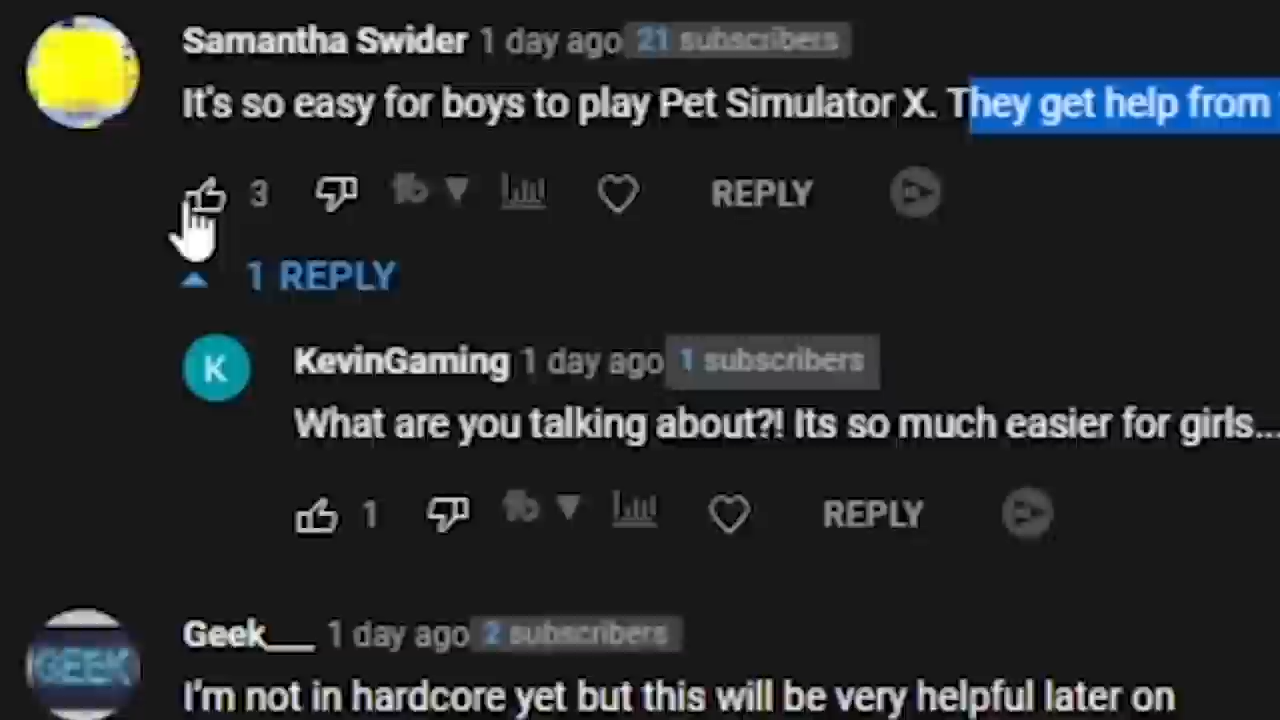 Samantha Swider 1 day ago 21 subscribers
It's so easy for boys to play Pet Simulator X. They get help from
3 REPLY
1 REPLY
K
KevinGaming 1 day ago 1 subscribers
What are you talking about?! Its so much easier for girls...
1 REPLY
Geek__ 1 day ago 2 subscribers
GEEK
I'm not in hardcore yet but this will be very helpful later on